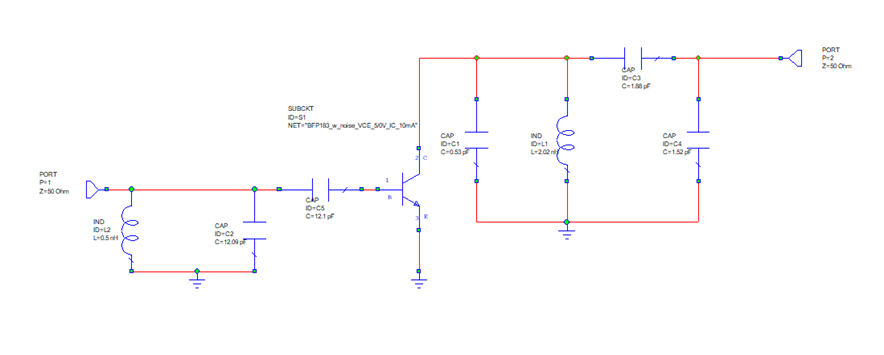 PORT
P=1
Z=50 Ohm
IND
ID=L2
L=0.5 nH
CAP
ID=C2
C=12.09 pF
CAP
ID=C5
C=12.1 pF
SUBCKT
ID=S1
NET="BFP183_w_noise_VCE_5/0V_IC_10mA"
1
B
2
C
3
E
CAP
ID=C1
C=0.53 pF
IND
ID=L1
L=2.02 nH
CAP
ID=C3
C=1.66 pF
CAP
ID=C4
C=1.52 pF
PORT
P=2
Z=50 Ohm